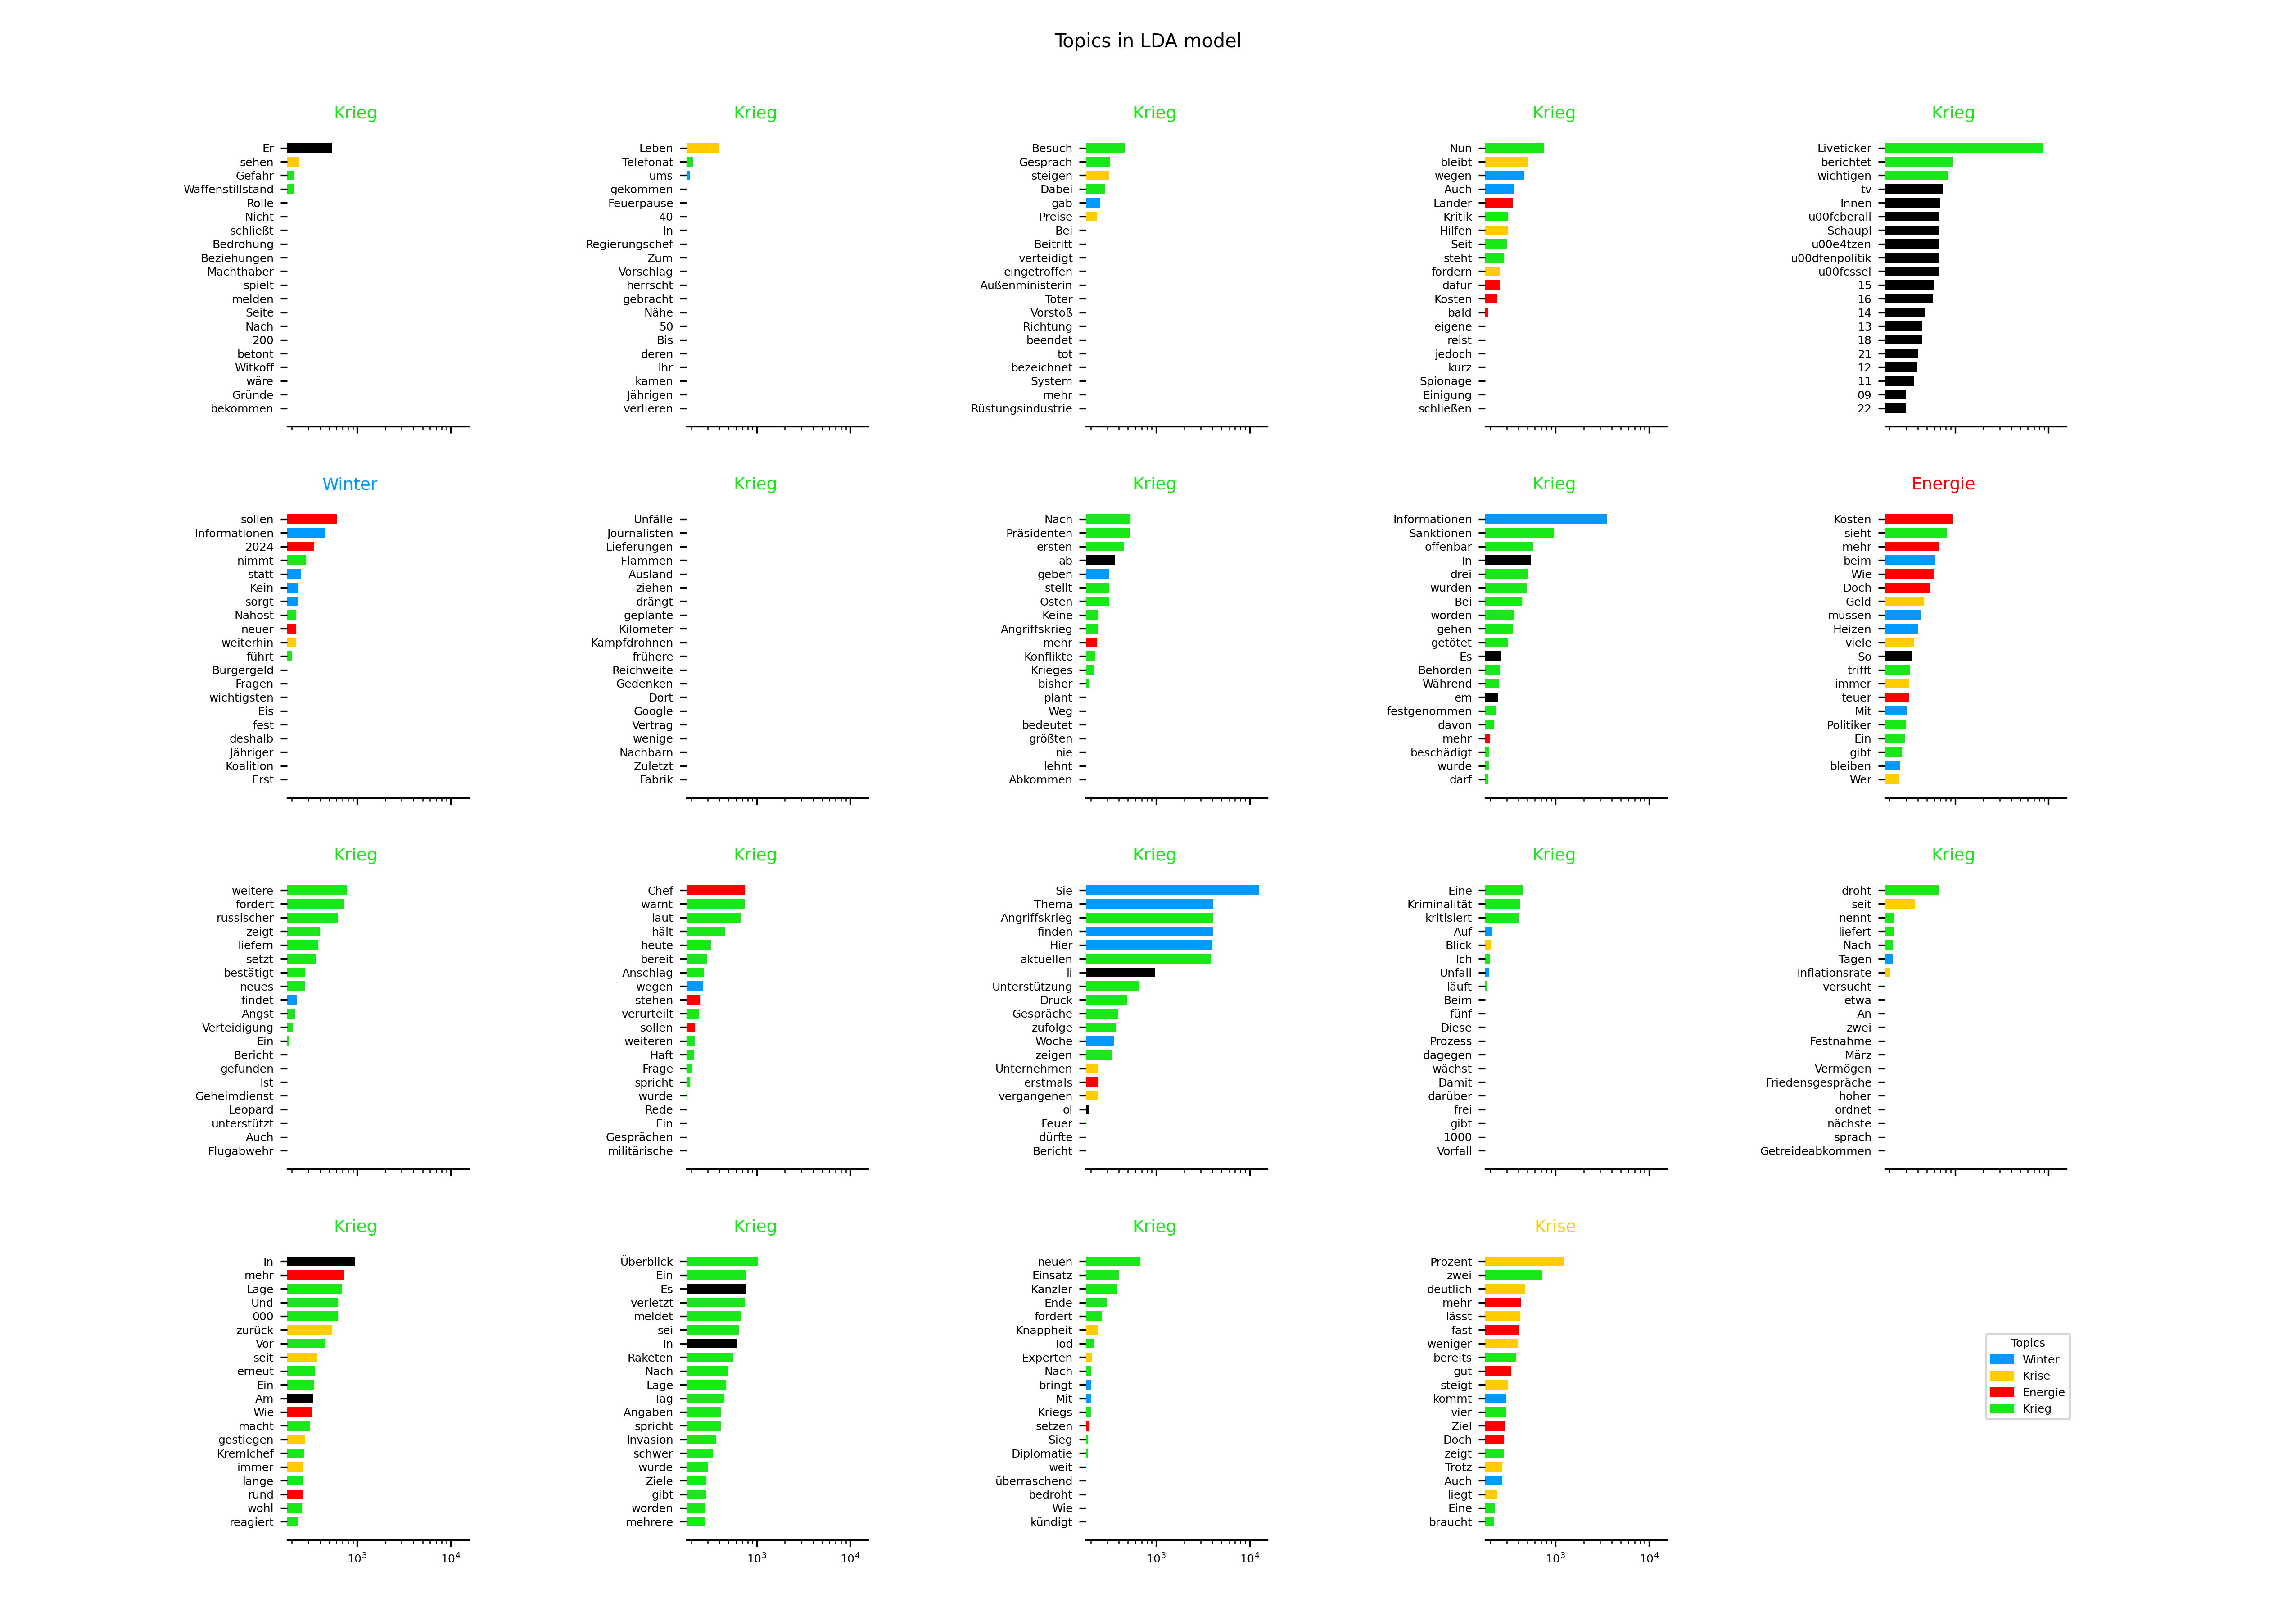 Topics in LDA model
Krieg
Er
sehen
Gefahr
Waffenstillstand
Rolle
Nicht
schließt
Bedrohung
Beziehungen
Machthaber
spielt
melden
Seite
Nach
200
betont
Witkoff
wäre
Gründe
bekommen
Krieg
Leben
Telefonat
ums
gekommen
Feuerpause
40
In
Regierungschef
Zum
Vorschlag
herrscht
gebracht
Nähe
50
Bis
deren
Ihr
kamen
Jährigen
verlieren
Krieg
Besuch
Gespräch
steigen
Dabei
gab
Preise
Bei
Beitritt
verteidigt
eingetroffen
Außenministerin
Toter
Vorstoß
Richtung
beendet
tot
bezeichnet
System
mehr
Rüstungsindustrie
Krieg
Nun
bleibt
wegen
Auch
Länder
Kritik
Hilfen
Seit
steht
fordern
dafür
Kosten
bald
eigene
reist
jedoch
kurz
Spionage
Einigung
schließen
Krieg
Liveticker
berichtet
wichtigen
tv
Innen
u00fcberall
Schaupl
u00e4tzen
u00dfenpolitik
u00fcssel
15
16
14
13
18
21
12
11
09
22
Winter
sollen
Informationen
2024
nimmt
statt
Kein
sorgt
Nahost
neuer
weiterhin
führt
Bürgergeld
Fragen
wichtigsten
Eis
fest
deshalb
Jähriger
Koalition
Erst
Krieg
Unfälle
Journalisten
Lieferungen
Flammen
Ausland
ziehen
drängt
geplante
Kilometer
Kampfdrohnen
frühere
Reichweite
Gedenken
Dort
Google
Vertrag
wenige
Nachbarn
Zuletzt
Fabrik
Krieg
Nach
Präsidenten
ersten
ab
geben
stellt
Osten
Keine
Angriffskrieg
mehr
Konflikte
Krieges
bisher
plant
Weg
bedeutet
größten
nie
lehnt
Abkommen
Krieg
Informationen
Sanktionen
offenbar
In
drei
wurden
Bei
worden
gehen
getötet
Es
Behörden
Während
em
festgenommen
davon
mehr
beschädigt
wurde
darf
Energie
Kosten
sieht
mehr
beim
Wie
Doch
Geld
müssen
Heizen
viele
So
trifft
immer
teuer
Mit
Politiker
Ein
gibt
bleiben
Wer
Krieg
weitere
fordert
russischer
zeigt
liefern
setzt
bestätigt
neues
findet
Angst
Verteidigung
Ein
Bericht
gefunden
Ist
Geheimdienst
Leopard
unterstützt
Auch
Flugabwehr
Krieg
Chef
warnt
laut
hält
heute
bereit
Anschlag
wegen
stehen
verurteilt
sollen
weiteren
Haft
Frage
spricht
wurde
Rede
Ein
Gesprächen
militärische
Krieg
Sie
Thema
Angriffskrieg
finden
Hier
aktuellen
li
Unterstützung
Druck
Gespräche
zufolge
Woche
zeigen
Unternehmen
erstmals
vergangenen
ol
Feuer
dürfte
Bericht
Krieg
Eine
Kriminalität
kritisiert
Auf
Blick
Ich
Unfall
läuft
Beim
fünf
Diese
Prozess
dagegen
wächst
Damit
darüber
frei
gibt
1000
Vorfall
Krieg
droht
seit
nennt
liefert
Nach
Tagen
Inflationsrate
versucht
etwa
An
zwei
Festnahme
März
Vermögen
Friedensgespräche
hoher
ordnet
nächste
sprach
Getreideabkommen
Krieg
In
mehr
Lage
Und
000
zurück
Vor
seit
erneut
Ein
Am
Wie
macht
gestiegen
Kremlchef
immer
lange
rund
wohl
reagiert
10³ 10⁴
Krieg
Überblick
Ein
Es
verletzt
meldet
sei
In
Raketen
Nach
Lage
Tag
Angaben
spricht
Invasion
schwer
wurde
Ziele
gibt
worden
mehrere
10³ 10⁴
Krieg
neuen
Einsatz
Kanzler
Ende
fordert
Knappheit
Tod
Experten
Nach
bringt
Mit
Kriegs
setzen
Sieg
Diplomatie
weit
überraschend
bedroht
Wie
kündigt
10³ 10⁴
Krise
Prozent
zwei
deutlich
mehr
lässt
fast
weniger
bereits
gut
steigt
kommt
vier
Ziel
Doch
zeigt
Trotz
Auch
liegt
Eine
braucht
10³ 10⁴
Topics
Winter
Krise
Energie
Krieg